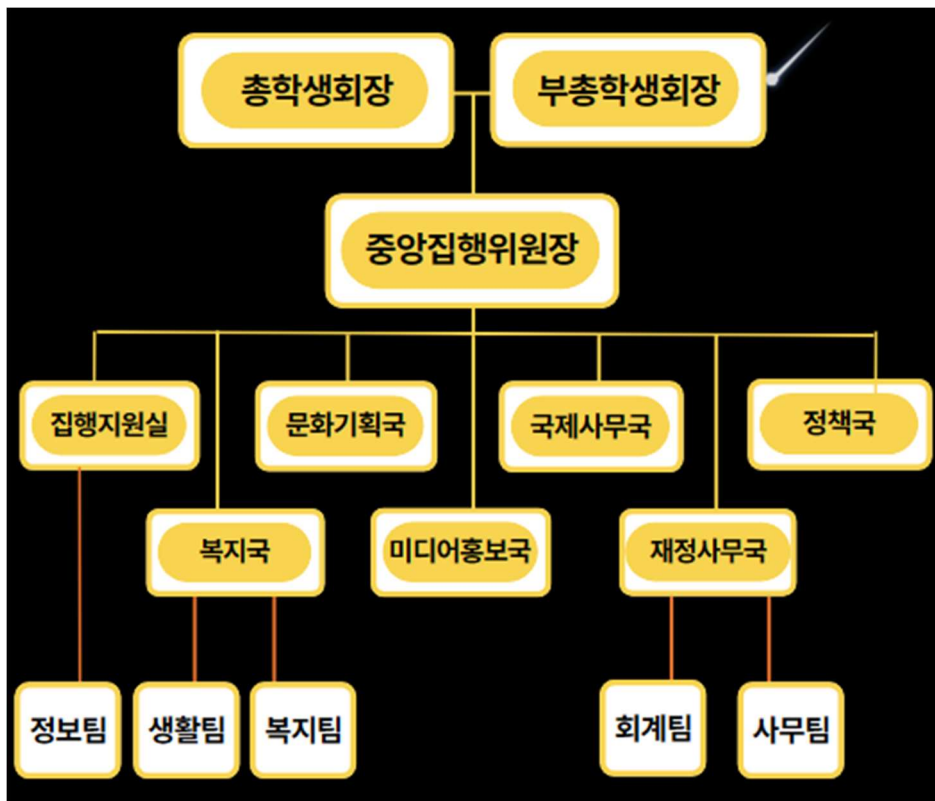 총학생회장
부총학생회장
중앙집행위원장
집행지원실
문화기획국
국제사무국
정책국
복지국
미디어홍보국
재정사무국
정보팀
생활팀
복지팀
회계팀
사무팀